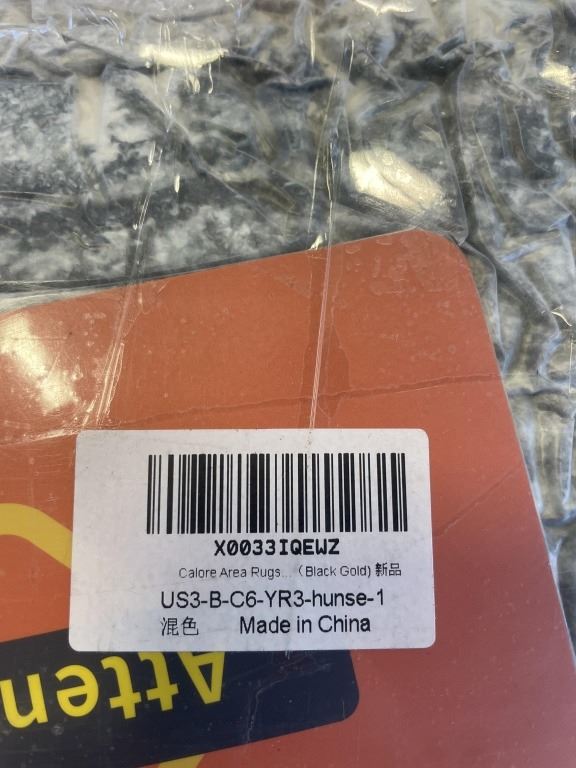 X0033IQEWZ
Calore Area Rugs...（Black Gold) 新品
US3-B-C6-YR3-hunse-1
混色 Made in China
Atten